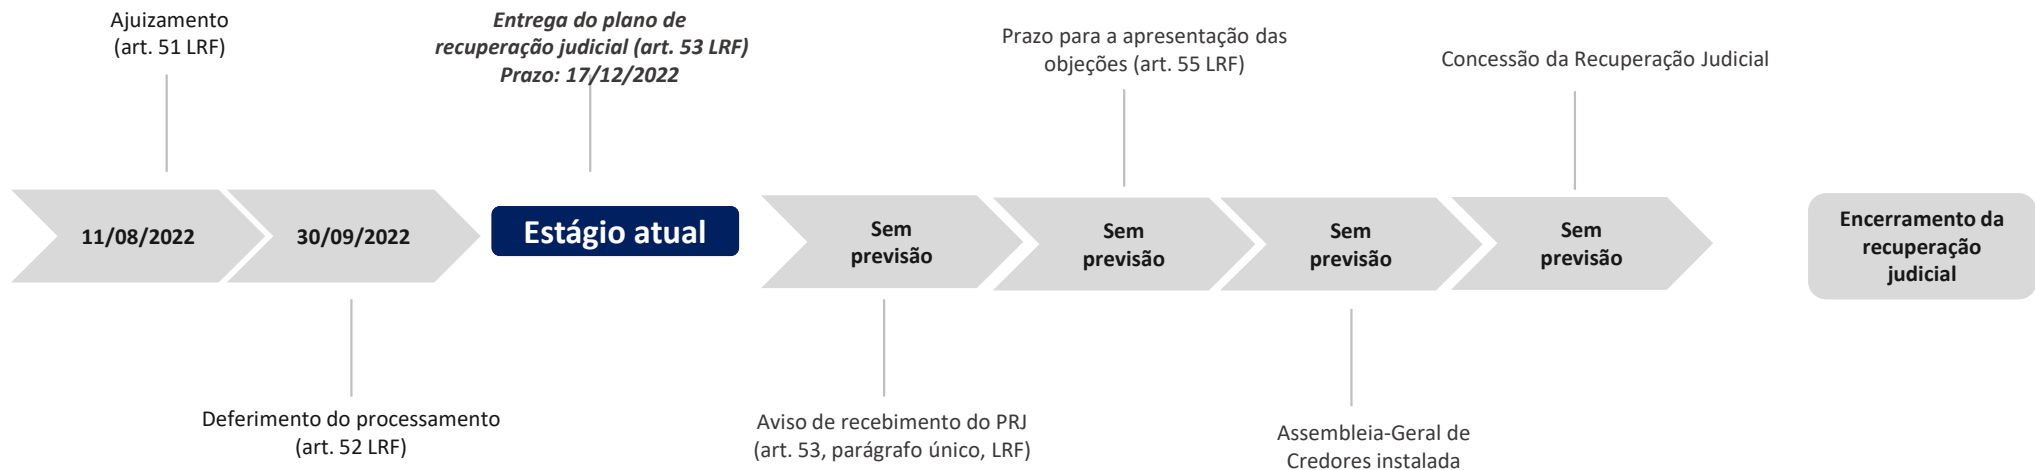 Ajuizamento
(art. 51 LRF)
Entrega do plano de
recuperação judicial (art. 53 LRF)
Prazo: 17/12/2022
Prazo para a apresentação das
objeções (art. 55 LRF)
Concessão da Recuperação Judicial
11/08/2022
30/09/2022
Estágio atual
Sem
previsão
Sem
previsão
Sem
previsão
Sem
previsão
Encerramento da
recuperação
judicial
Deferimento do processamento
(art. 52 LRF)
Aviso de recebimento do PRJ
(art. 53, parágrafo único, LRF)
Assembleia-Geral de
Credores instalada